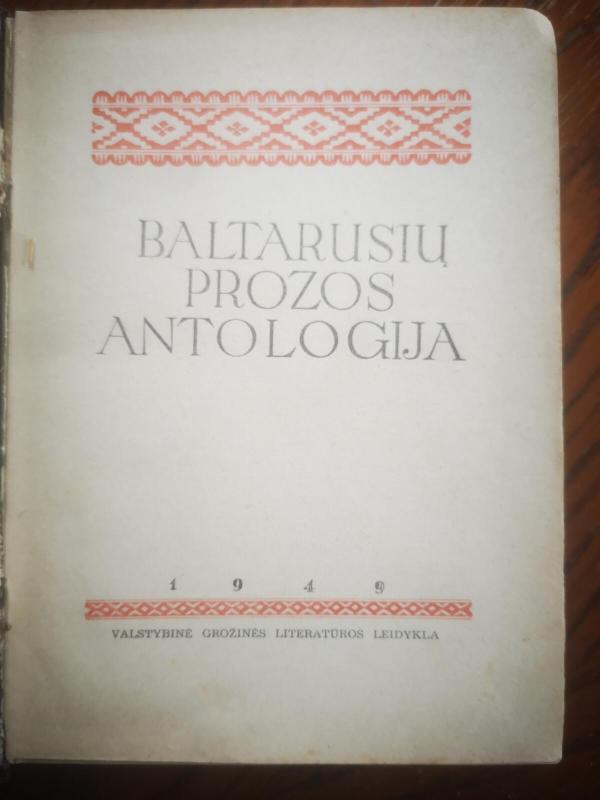 BALTARUSIŲ
PROZOS
ANTOLOGIJA
1 9 4 9
VALSTYBINĖ GROŽINĖS LITERATŪROS LEIDYKLA